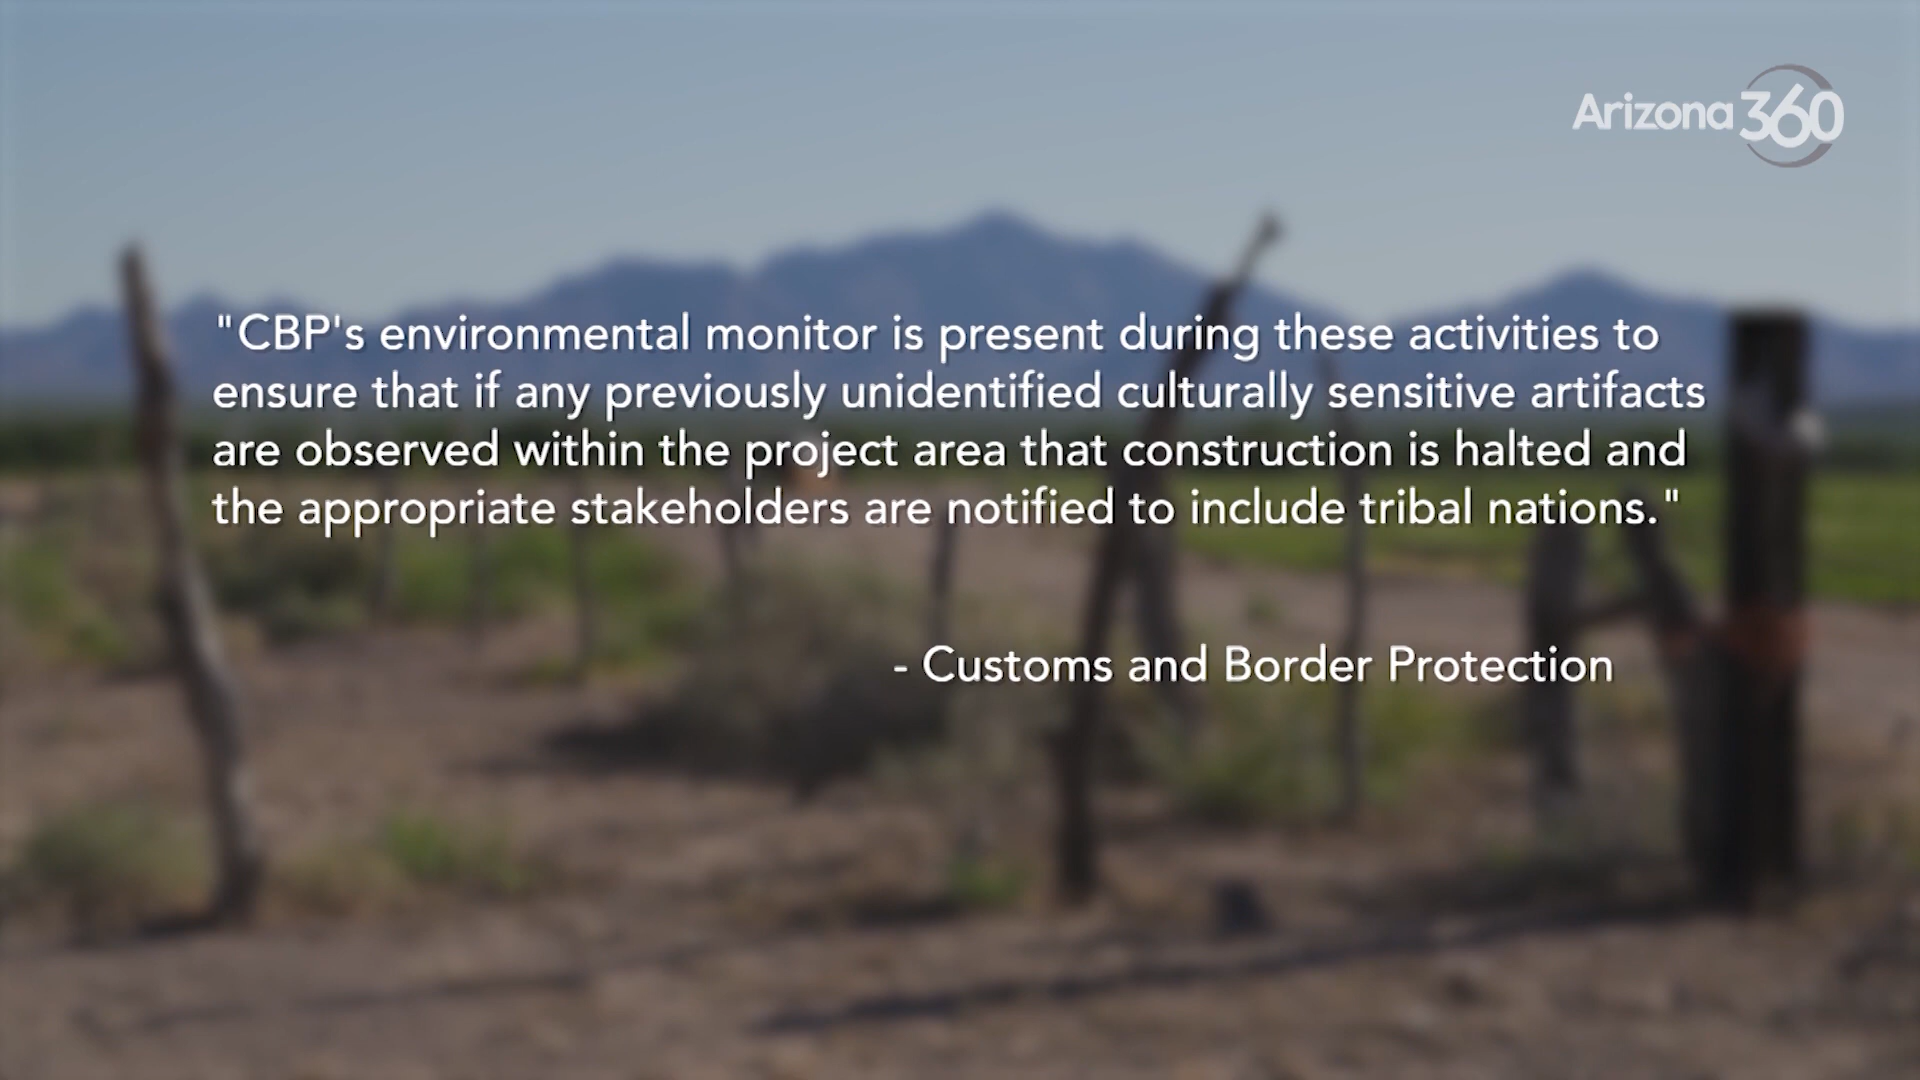 Arizona 360
"CBP's environmental monitor is present during these activities to
ensure that if any previously unidentified culturally sensitive artifacts
are observed within the project area that construction is halted and
the appropriate stakeholders are notified to include tribal nations."
- Customs and Border Protection